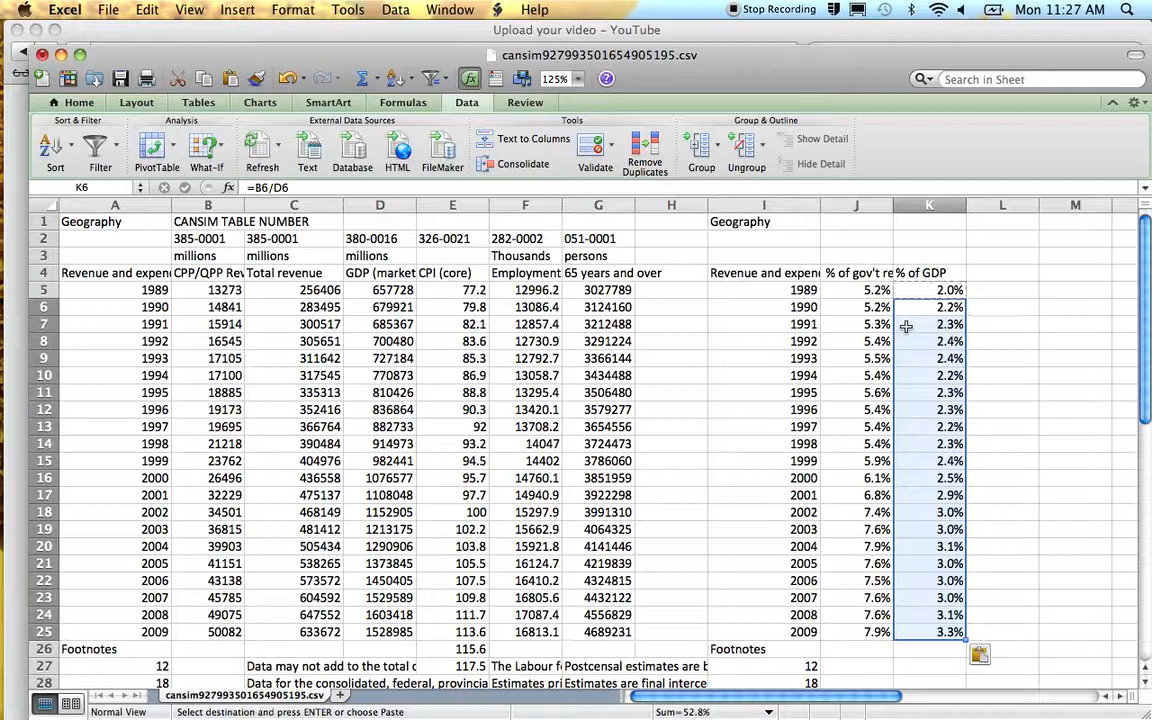 Excel File Edit View Insert Format Tools Data Window Help Stop Recording Mon 11:27 AM
Upload your video – YouTube
cansim927993501654905195.csv
125% Search in Sheet
Home Layout Tables Charts SmartArt Formulas Data Review
Sort & Filter Analysis External Data Sources Tools Group & Outline
Sort Filter PivotTable What-If Refresh Text Database HTML FileMaker Text to Columns Consolidate Validate Remove Duplicates Group Ungroup Show Detail Hide Detail
K6 fx =B6/D6
A B C D E F G H I J K L M
1 Geography CANSIM TABLE NUMBER Geography
2 385-0001 385-0001 380-0016 326-0021 282-0002 051-0001
3 millions millions millions Thousands persons
4 Revenue and expen CPP/QPP Rev Total revenue GDP (market CPI (core) Employment 65 years and over Revenue and expen % of gov't re % of GDP
5 1989 13273 256406 657728 77.2 12996.2 3027789 1989 5.2% 2.0%
6 1990 14841 283495 679921 79.8 13086.4 3124160 1990 5.2% 2.2%
7 1991 15914 300517 685367 82.1 12857.4 3212488 1991 5.3% 2.3%
8 1992 16545 305651 700480 83.6 12730.9 3291224 1992 5.4% 2.4%
9 1993 17105 311642 727184 85.3 12792.7 3366144 1993 5.5% 2.4%
10 1994 17100 317545 770873 86.9 13058.7 3434488 1994 5.4% 2.2%
11 1995 18885 335313 810426 88.8 13295.4 3506480 1995 5.6% 2.3%
12 1996 19173 352416 836864 90.3 13420.1 3579277 1996 5.4% 2.3%
13 1997 19695 366764 882733 92 13708.2 3654556 1997 5.4% 2.2%
14 1998 21218 390484 914973 93.2 14047 3724473 1998 5.4% 2.3%
15 1999 23762 404976 982441 94.5 14402 3786060 1999 5.9% 2.4%
16 2000 26496 436558 1076577 95.7 14760.1 3851959 2000 6.1% 2.5%
17 2001 32229 475137 1108048 97.7 14940.9 3922298 2001 6.8% 2.9%
18 2002 34501 468149 1152905 100 15297.9 3991310 2002 7.4% 3.0%
19 2003 36815 481412 1213175 102.2 15662.9 4064325 2003 7.6% 3.0%
20 2004 39903 505434 1290906 103.8 15921.8 4141446 2004 7.9% 3.1%
21 2005 41151 538265 1373845 105.5 16124.7 4219839 2005 7.6% 3.0%
22 2006 43138 573572 1450405 107.5 16410.2 4324815 2006 7.5% 3.0%
23 2007 45785 604592 1529589 109.8 16805.6 4432122 2007 7.6% 3.0%
24 2008 49075 647552 1603418 111.7 17087.4 4556829 2008 7.6% 3.1%
25 2009 50082 633672 1528985 113.6 16813.1 4689231 2009 7.9% 3.3%
26 Footnotes 115.6 Footnotes
27 12 Data may not add to the total c 117.5 The Labour f Postcensal estimates are b 12
28 18 Data for the consolidated, federal, provincia Estimates pri Estimates are final interce 18
cansim927993501654905195.csv
Normal View Select destination and press ENTER or choose Paste Sum=52.8%